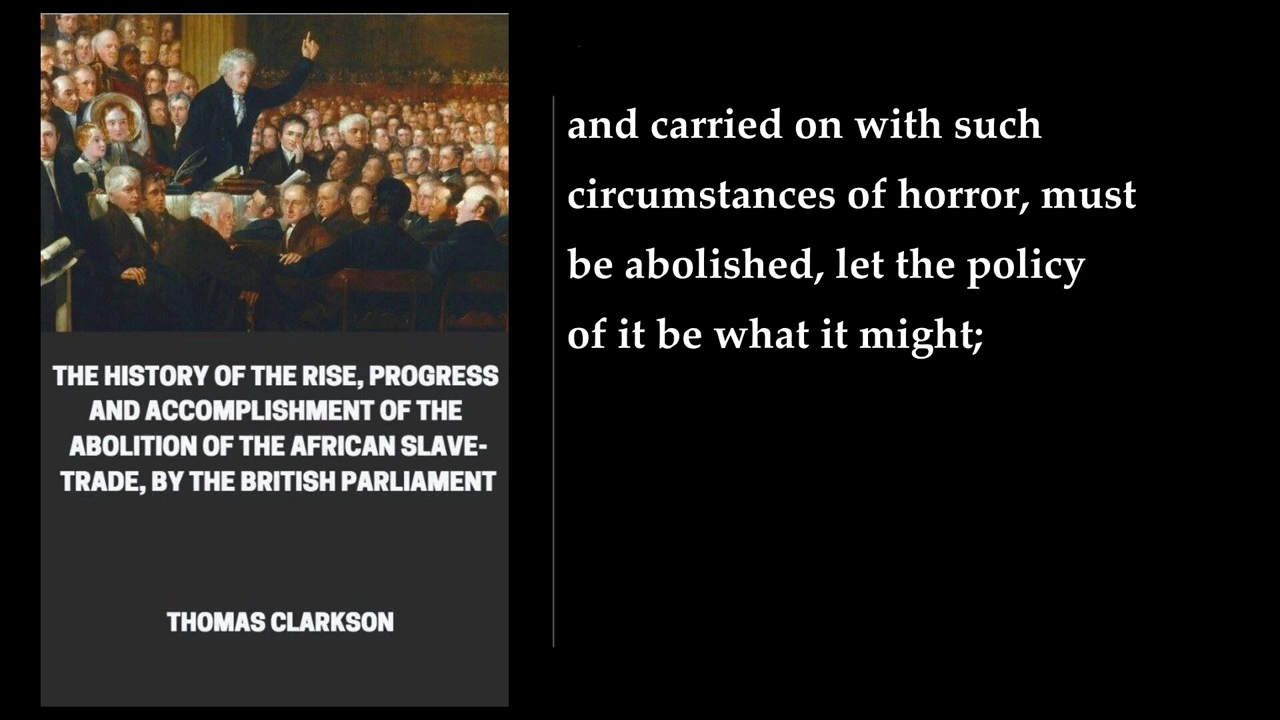 THE HISTORY OF THE RISE, PROGRESS
AND ACCOMPLISHMENT OF THE
ABOLITION OF THE AFRICAN SLAVE-
TRADE, BY THE BRITISH PARLIAMENT
THOMAS CLARKSON
and carried on with such
circumstances of horror, must
be abolished, let the policy
of it be what it might;